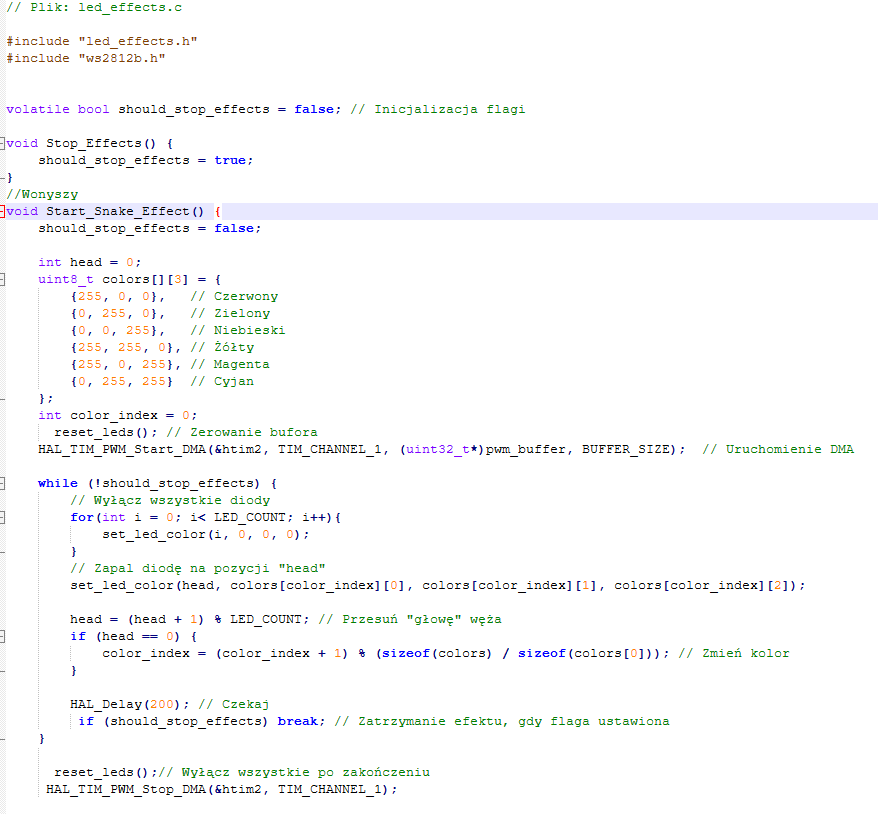 // Plik: led_effects.c
#include "led_effects.h"
#include "ws2812b.h"
volatile bool should_stop_effects = false; // Inicjalizacja flagi
void Stop_Effects() {
    should_stop_effects = true;
}
//Wonyszy
void Start_Snake_Effect() {
    should_stop_effects = false;
    int head = 0;
    uint8_t colors[][3] = {
        {255, 0, 0},   // Czerwony
        {0, 255, 0},   // Zielony
        {0, 0, 255},   // Niebieski
        {255, 255, 0}, // Żółty
        {255, 0, 255}, // Magenta
        {0, 255, 255}  // Cyjan
    };
    int color_index = 0;
      reset_leds(); // Zerowanie bufora
    HAL_TIM_PWM_Start_DMA(&htim2, TIM_CHANNEL_1, (uint32_t*)pwm_buffer, BUFFER_SIZE);  // Uruchomienie DMA
    while (!should_stop_effects) {
        // Wyłącz wszystkie diody
        for(int i = 0; i< LED_COUNT; i++){
            set_led_color(i, 0, 0, 0);
        }
        // Zapal diodę na pozycji "head"
        set_led_color(head, colors[color_index][0], colors[color_index][1], colors[color_index][2]);
        head = (head + 1) % LED_COUNT; // Przesuń "głowę" węża
        if (head == 0) {
            color_index = (color_index + 1) % (sizeof(colors) / sizeof(colors[0])); // Zmień kolor
        }
        HAL_Delay(200); // Czekaj
         if (should_stop_effects) break; // Zatrzymanie efektu, gdy flaga ustawiona
    }
      reset_leds();// Wyłącz wszystkie po zakończeniu
     HAL_TIM_PWM_Stop_DMA(&htim2, TIM_CHANNEL_1);